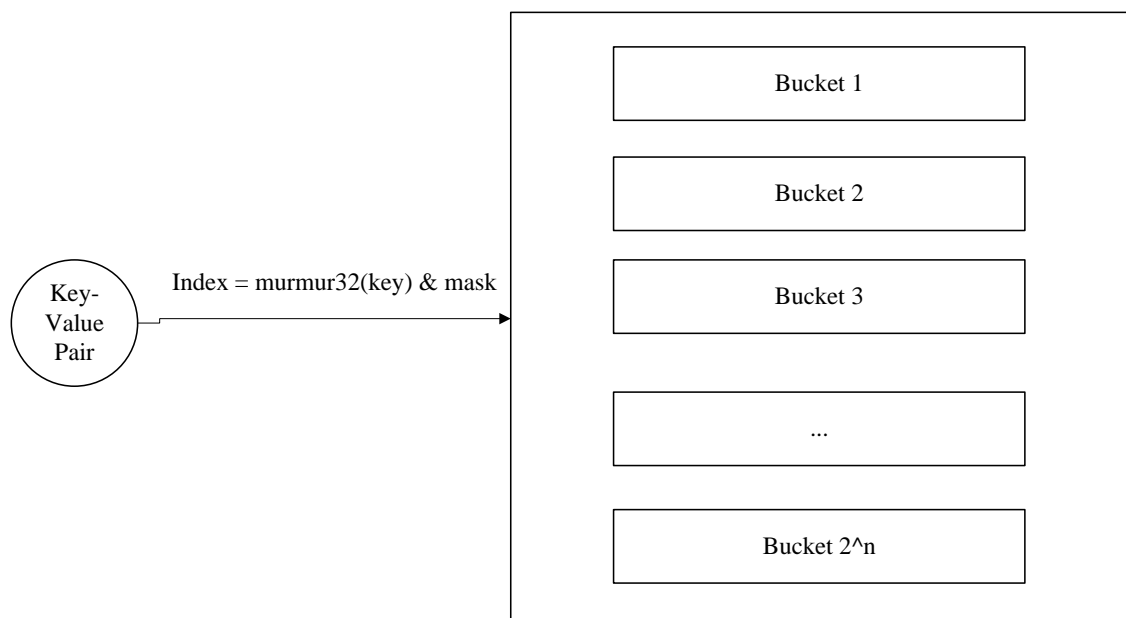 Bucket 1
Bucket 2
Index = murmur32(key) & mask
Key-
Value
Pair
Bucket 3
...
Bucket 2^n